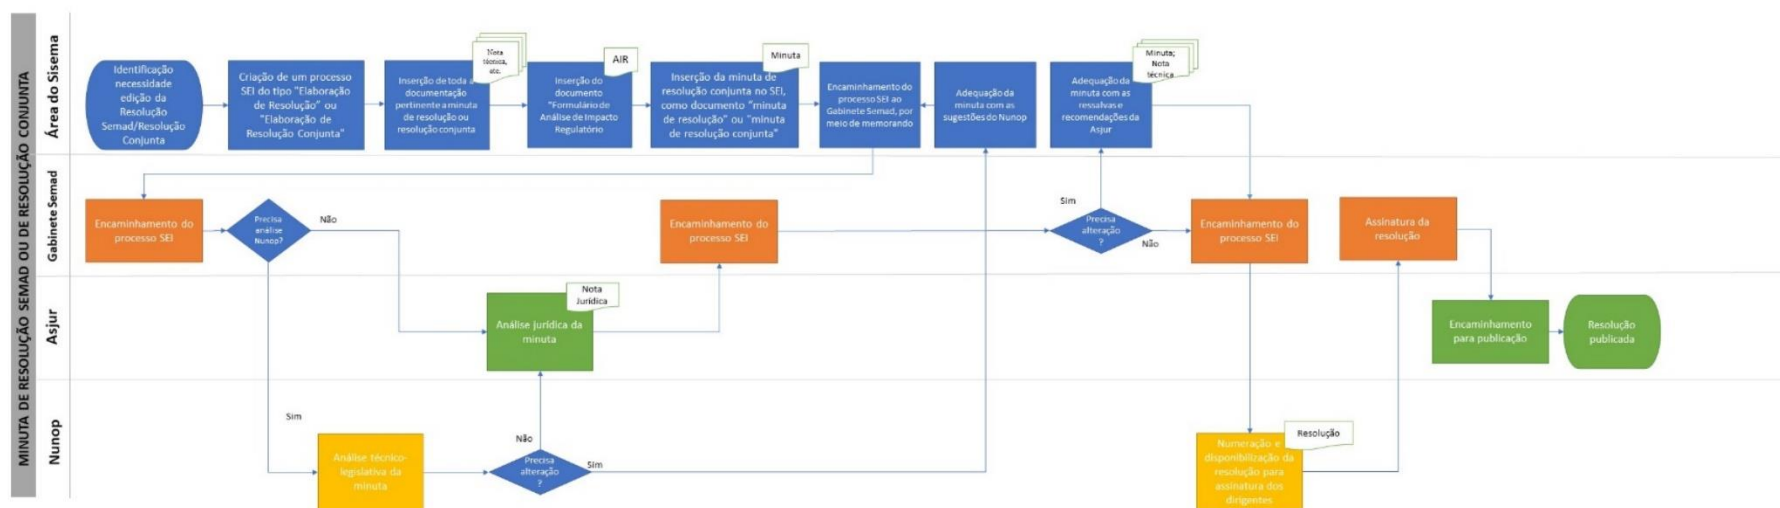 MINUTA DE RESOLUÇÃO SEMAD OU DE RESOLUÇÃO CONJUNTA
Área do Sisema
Identificação
necessidade
edição da
Resolução
Semad/Resolução
Conjunta
Criação de um processo
SEI do tipo "Elaboração
de Resolução" ou
"Elaboração de
Resolução Conjunta"
Nota
técnica,
etc.
Inserção de toda a
documentação
pertinente a minuta
de resolução ou
resolução conjunta
AIR
Inserção do
documento
"Formulário de
Análise de Impacto
Regulatório
Minuta
Inserção da minuta de
resolução conjunta no SEI,
como documento "minuta
de resolução" ou "minuta
de resolução conjunta"
Encaminhamento do
processo SEI ao
Gabinete Semad, por
meio de memorando
Adequação da
minuta com as
sugestões do Nunop
Minuta;
Nota
técnica
Adequação da
minuta com as
ressalvas e
recomendações da
Asjur
Gabinete Semad
Encaminhamento do
processo SEI
Precisa
análise
Nunop?
Não
Encaminhamento do
processo SEI
Sim
Precisa
alteração
?
Não
Encaminhamento do
processo SEI
Assinatura da
resolução
Asjur
Nota
Jurídica
Análise jurídica da
minuta
Encaminhamento
para publicação
Resolução
publicada
Nunop
Sim
Análise técnico-
legislativa da
minuta
Não
Precisa
alteração
?
Sim
Resolução
Numeração e
disponibilização da
resolução para
assinatura dos
dirigentes